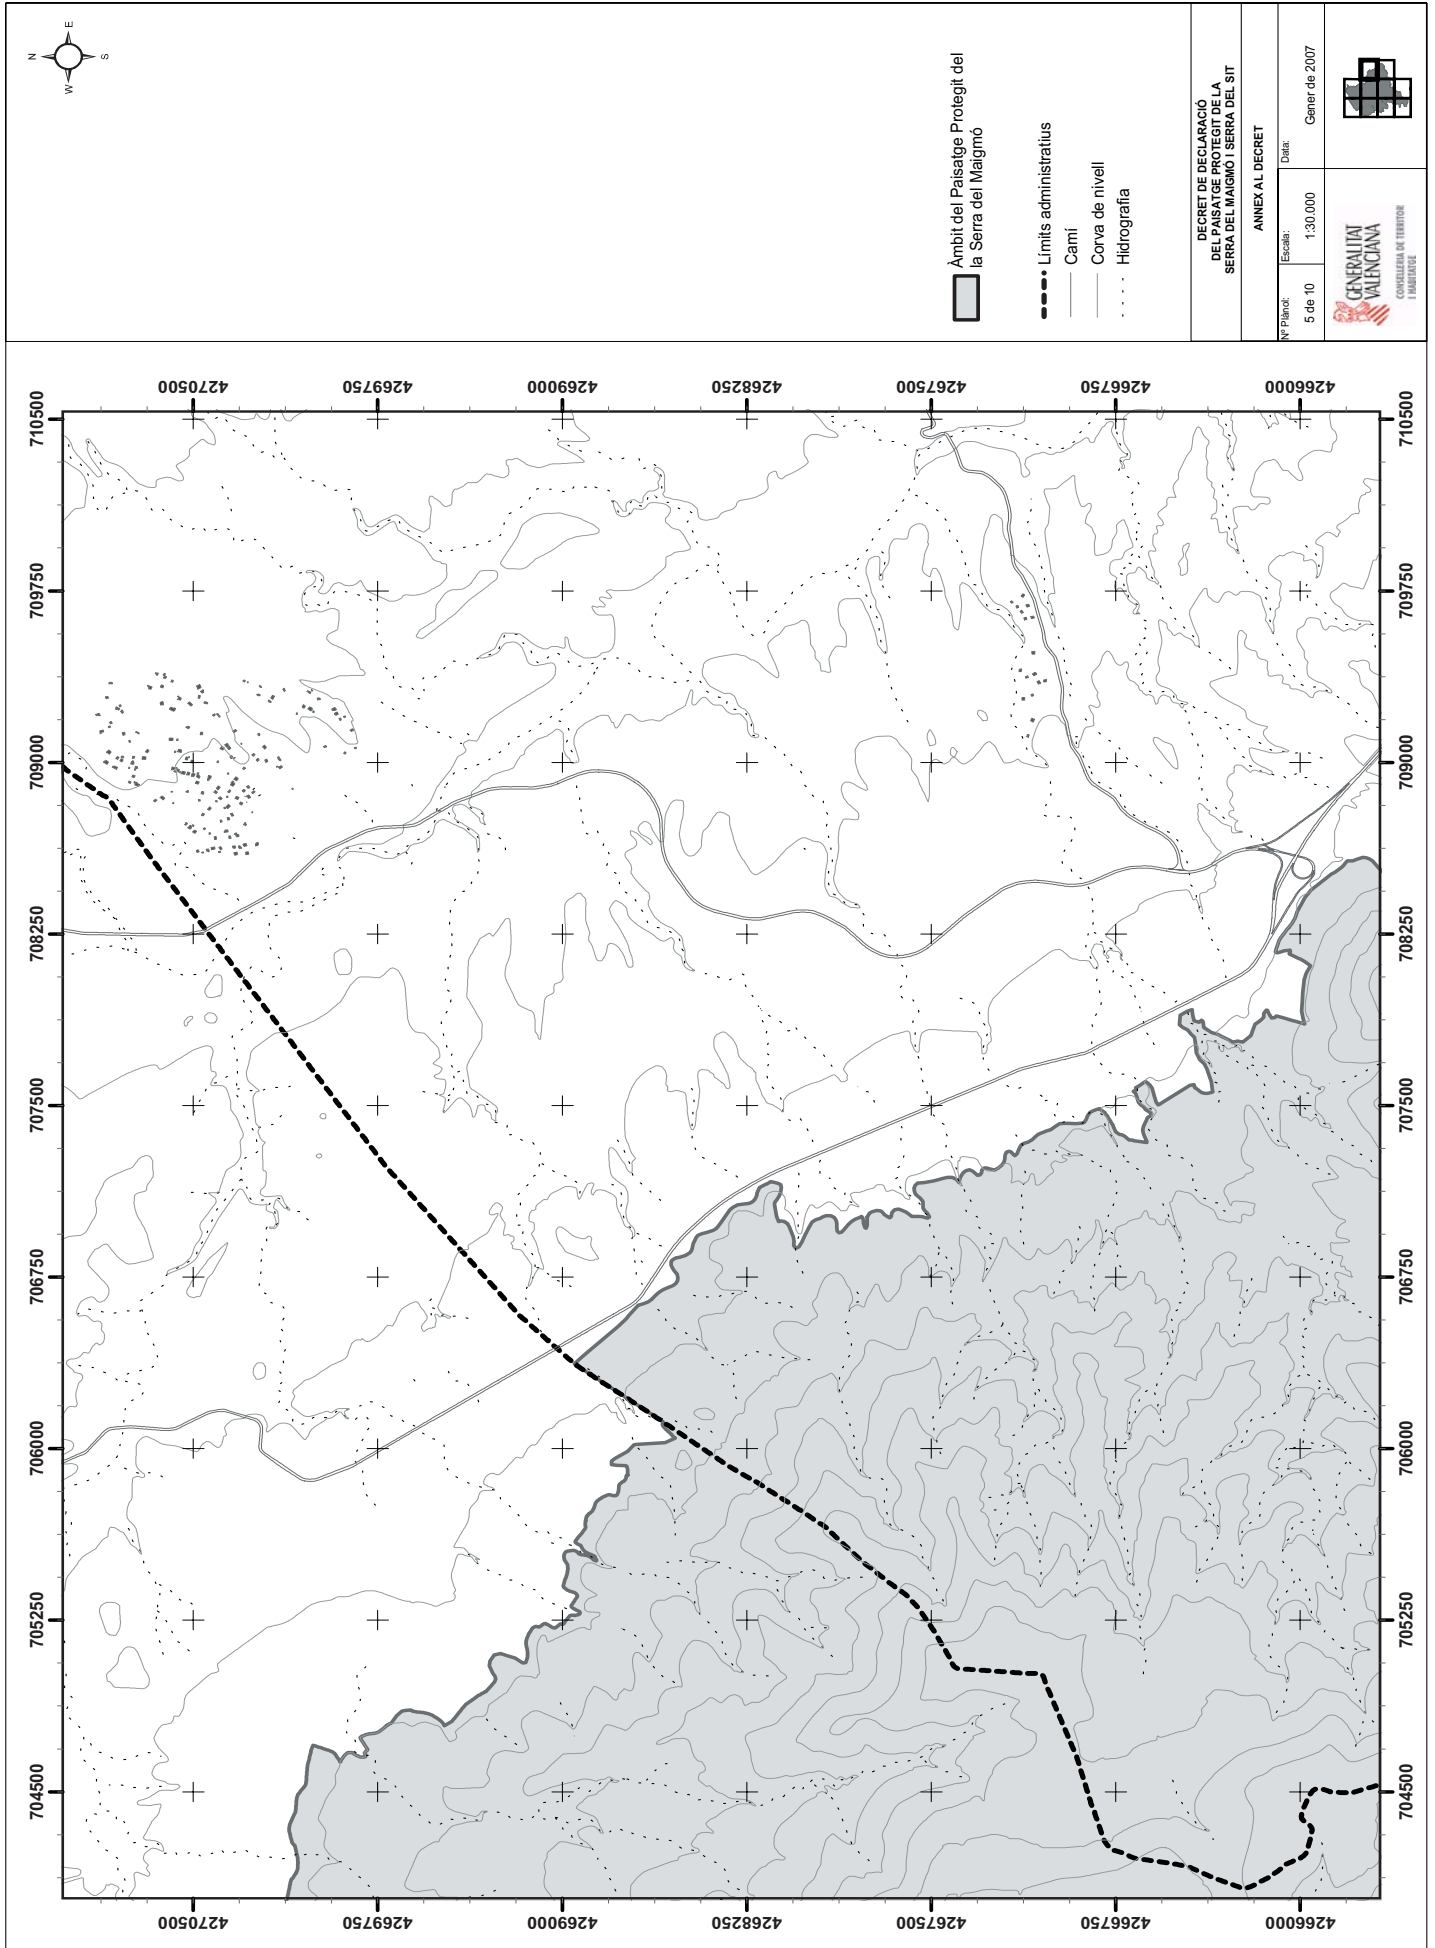 N
E
W
S
Àmbit del Paisatge Protegit del
la Serra del Maigmó
Límits administratius
Camí
Corva de nivell
Hidrografia
DECRET DE DECLARACIÓ
DEL PAISATGE PROTEGIT DE LA
SERRA DEL MAIGMÓ I SERRA DEL SIT
ANNEX AL DECRET
Nº Plànol:
5 de 10
Escala:
1:30.000
Data:
Gener de 2007
GENERALITAT
VALENCIANA
CONSELLERIA DE TERRITORI
I HABITATGE
4270500
4269750
4269000
4268250
4267500
4266750
4266000
710500
709750
709000
708250
707500
706750
706000
705250
704500
710500
709750
709000
708250
707500
706750
706000
705250
704500
4270500
4269750
4269000
4268250
4267500
4266750
4266000